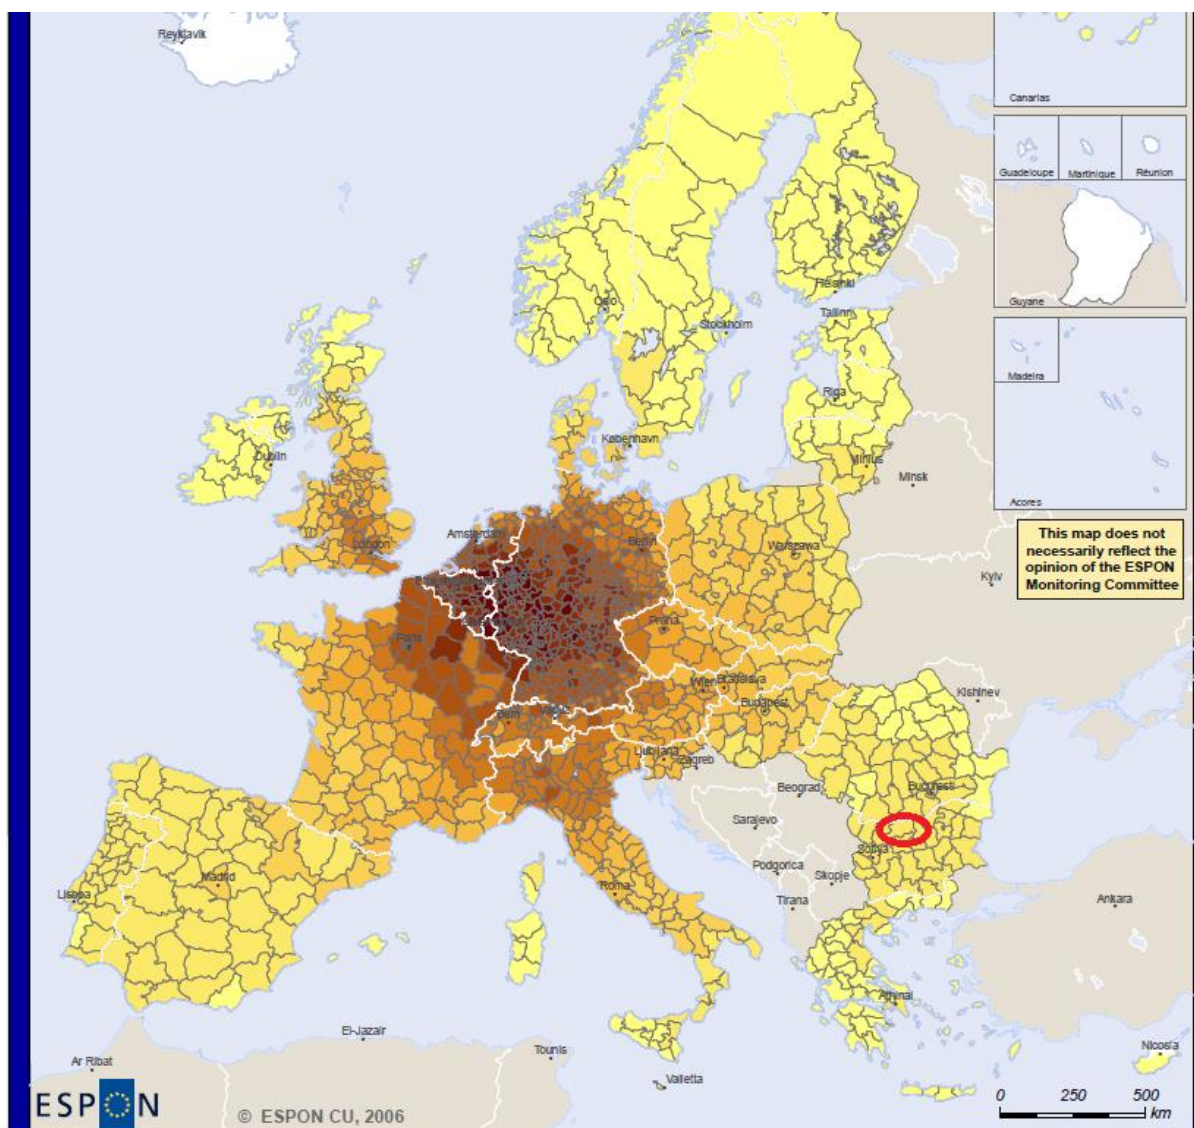 Reykjavik
Canarias
Guadeloupe
Martinique
Réunion
Guyane
Helsinki
Oslo
Tallinn
Stockholm
Madeira
Riga
København
Dublin
Vilnius
Minsk
Acores
This map does not
necessarily reflect the
opinion of the ESPON
Monitoring Committee
Amsterdam
London
Berlin
Warszawa
Kyiv
Paris
Praha
Wien
Bratislava
Budapest
Kishinev
Bern
Vaduz
Ljubljana
Zagreb
Beograd
Bucuresti
Sarajevo
Sofiya
Podgorica
Skopje
Madrid
Roma
Tirana
Ankara
Lisboa
Athinai
El-Jazair
Tounis
Ar Ribat
Valletta
Nicosia
ESPON
© ESPON CU, 2006
0 250 500
km